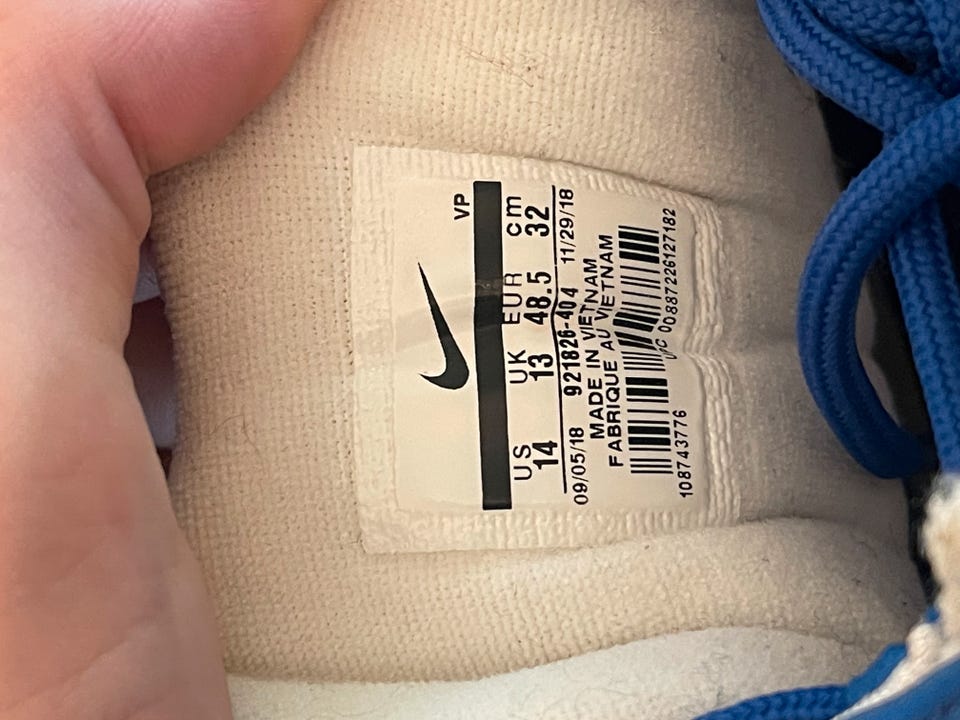 VP
US UK EUR cm
14 13 48.5 32
09/05/18 921826-404 11/29/18
MADE IN VIETNAM
FABRIQUE AU VIETNAM
108743776 UPC 00887226127182